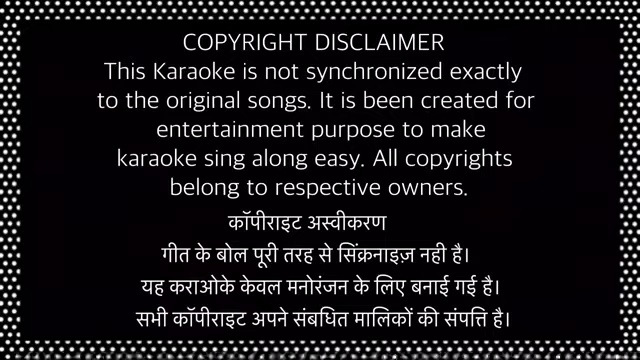 COPYRIGHT DISCLAIMER
This Karaoke is not synchronized exactly
to the original songs. It is been created for
entertainment purpose to make
karaoke sing along easy. All copyrights
belong to respective owners.
कॉपीराइट अस्वीकरण
गीत के बोल पूरी तरह से सिंक्रनाइज़ नही है।
यह कराओके केवल मनोरंजन के लिए बनाई गई है।
सभी कॉपीराइट अपने संबधित मालिकों की संपत्ति है।